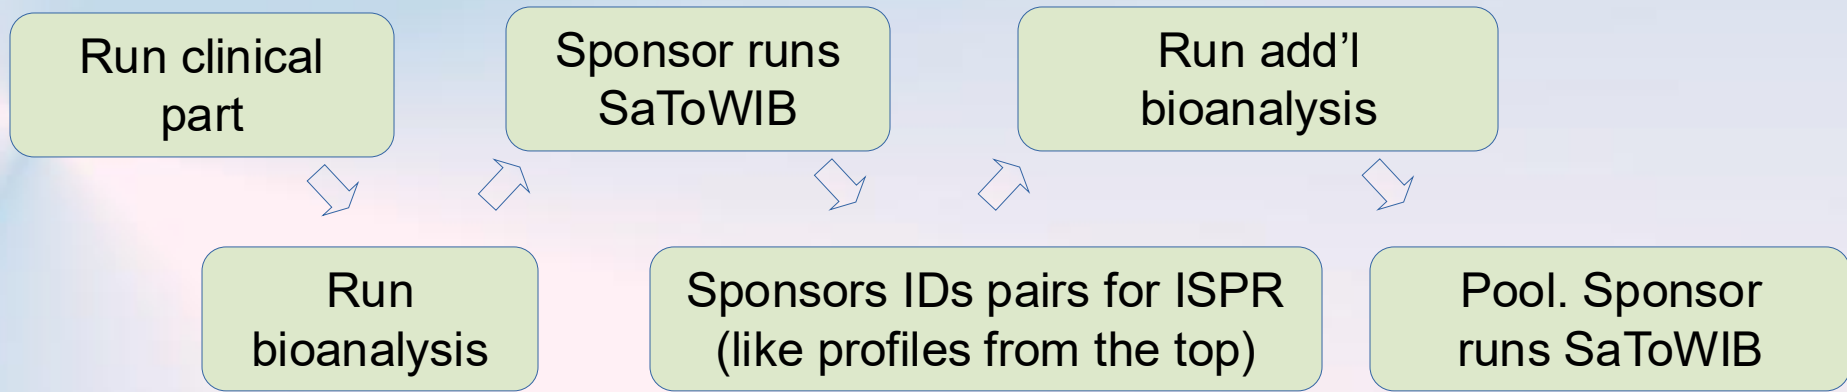 Run clinical
part
Run
bioanalysis
Sponsor runs
SaToWIB
Sponsors IDs pairs for ISPR
(like profiles from the top)
Run add’l
bioanalysis
Pool. Sponsor
runs SaToWIB